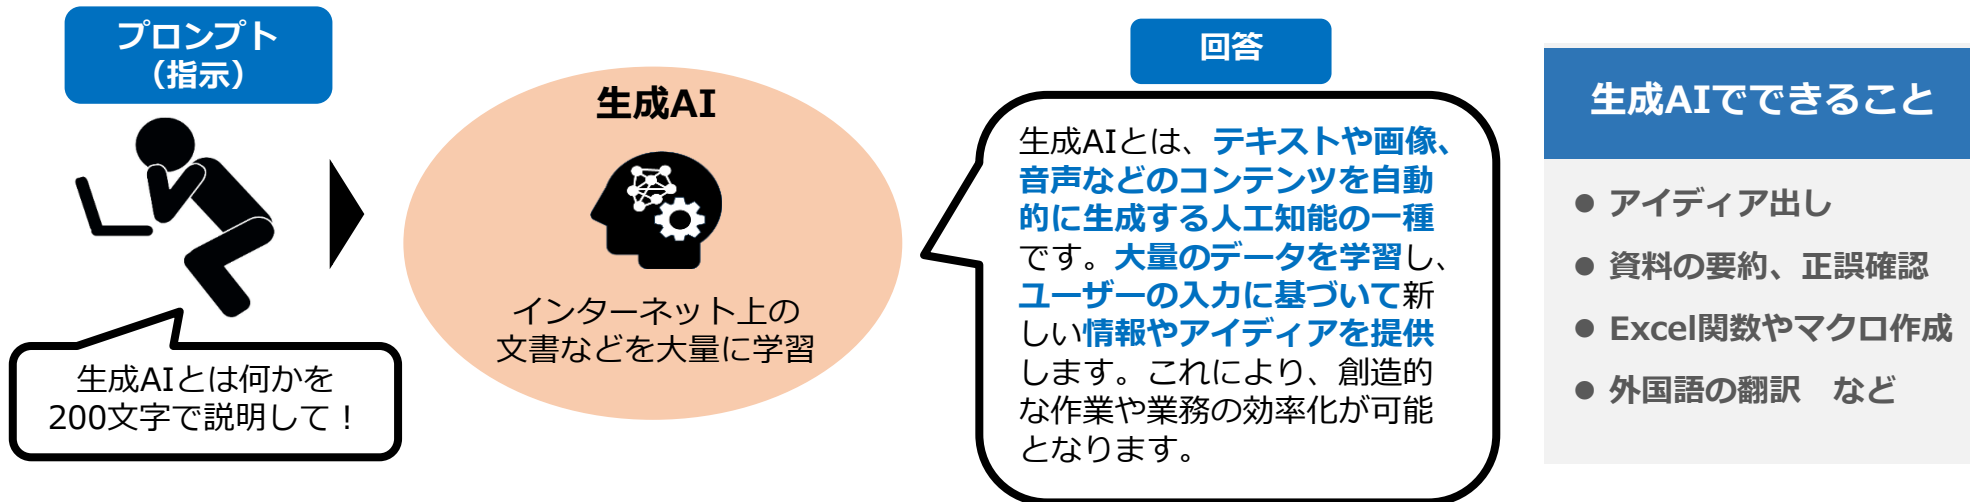 プロンプト
（指示）
生成AIとは何かを
200文字で説明して！
生成AI
インターネット上の
文書などを大量に学習
回答
生成AIとは、テキストや画像、
音声などのコンテンツを自動
的に生成する人工知能の一種
です。大量のデータを学習し、
ユーザーの入力に基づいて新
しい情報やアイディアを提供
します。これにより、創造的
な作業や業務の効率化が可能
となります。
生成AIでできること
● アイディア出し
● 資料の要約、正誤確認
● Excel関数やマクロ作成
● 外国語の翻訳　など